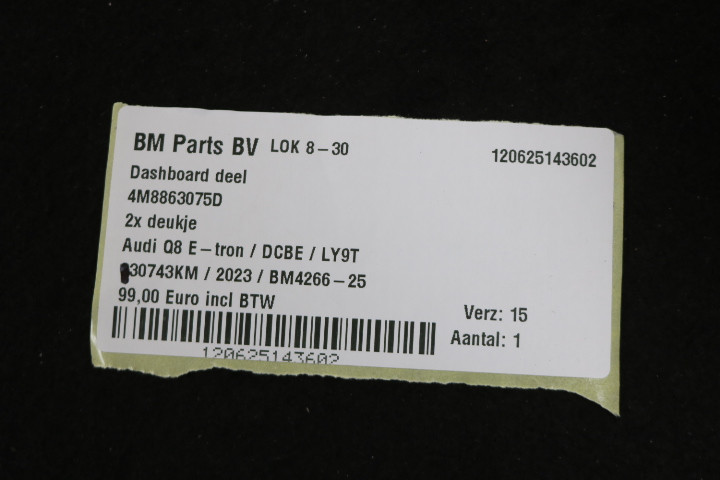 BM Parts BV LOK 8-30 120625143602
Dashboard deel
4M8863075D
2x deukje
Audi Q8 E-tron / DCBE / LY9T
30743KM / 2023 / BM4266-25
99,00 Euro incl BTW
Verz: 15
Aantal: 1
120625143602